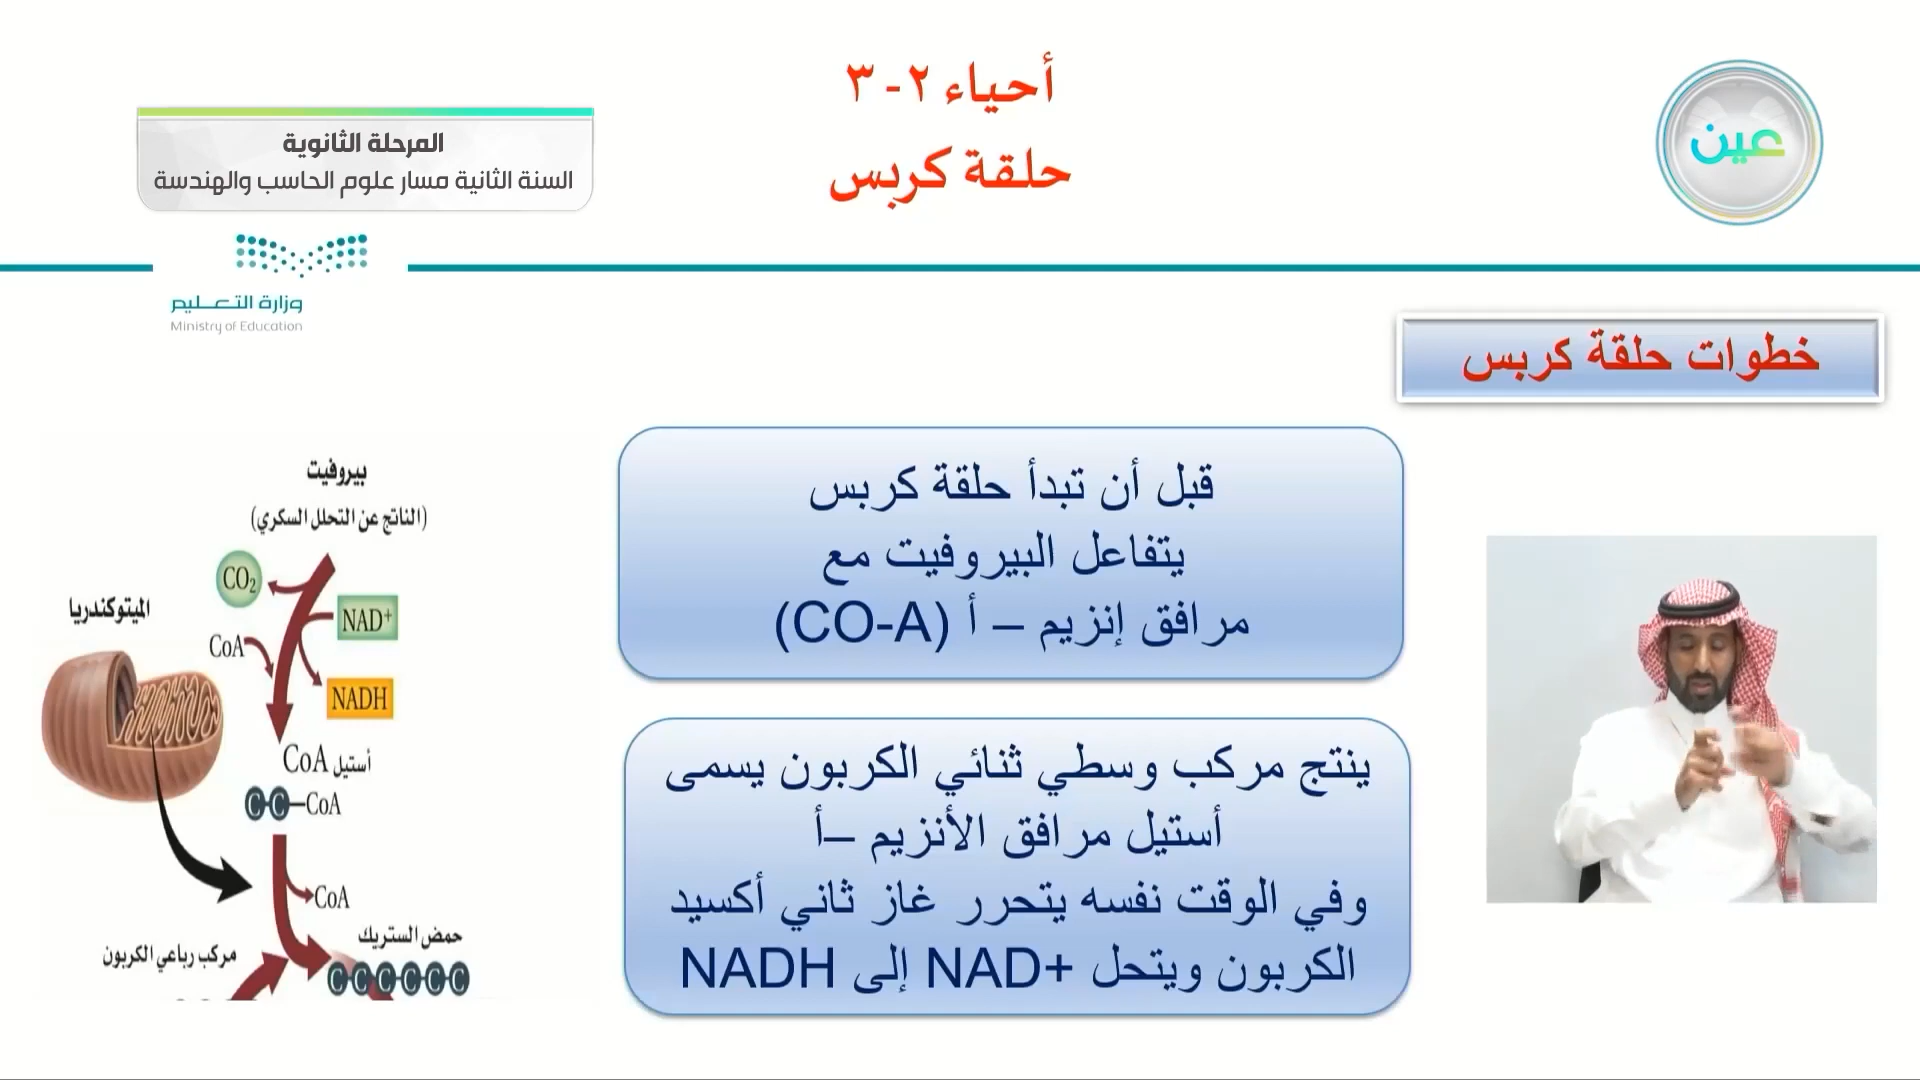 أحياء ٢- ٣
حلقة كربس
عين
المرحلة الثانوية
السنة الثانية مسار علوم الحاسب والهندسة
وزارة التعليم
Ministry of Education
خطوات حلقة كربس
قبل أن تبدأ حلقة كربس
يتفاعل البيروفيت مع
مرافق إنزيم – أ (CO-A)
ينتج مركب وسطي ثنائي الكربون يسمى
أستيل مرافق الأنزيم –أ
وفي الوقت نفسه يتحرر غاز ثاني أكسيد
الكربون ويتحل +NAD إلى NADH
بيروفيت
(الناتج عن التحلل السكري)
CO₂
NAD⁺
الميتوكندريا
CoA
NADH
أستيل CoA
C-C-CoA
CoA
حمض الستريك
مركب رباعي الكربون
C-C-C-C-C-C